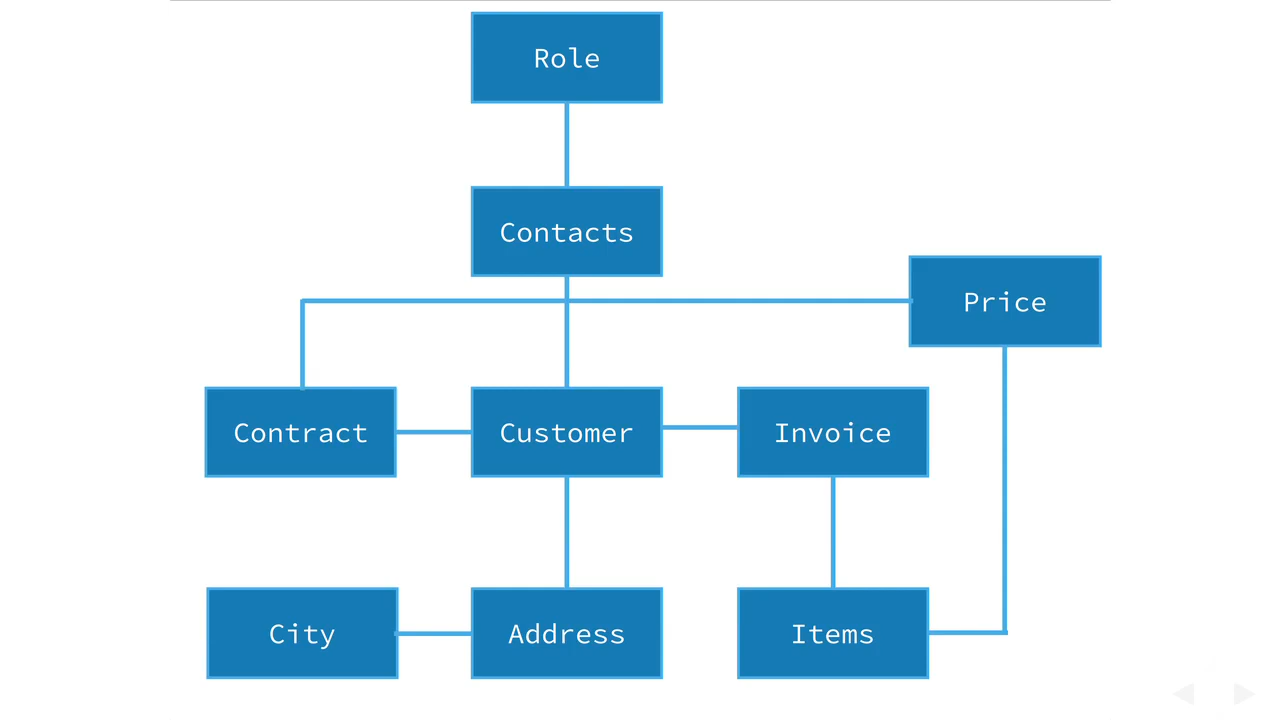 Role
Contacts
Price
Contract
Customer
Invoice
City
Address
Items